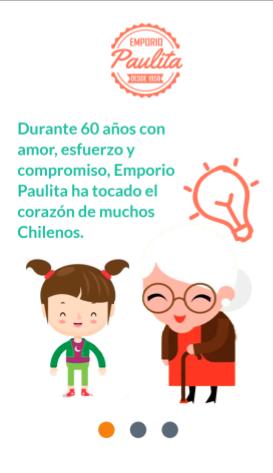 EMPORIO
Paulita
DESDE 1958
Durante 60 años con
amor, esfuerzo y
compromiso, Emporio
Paulita ha tocado el
corazón de muchos
Chilenos.